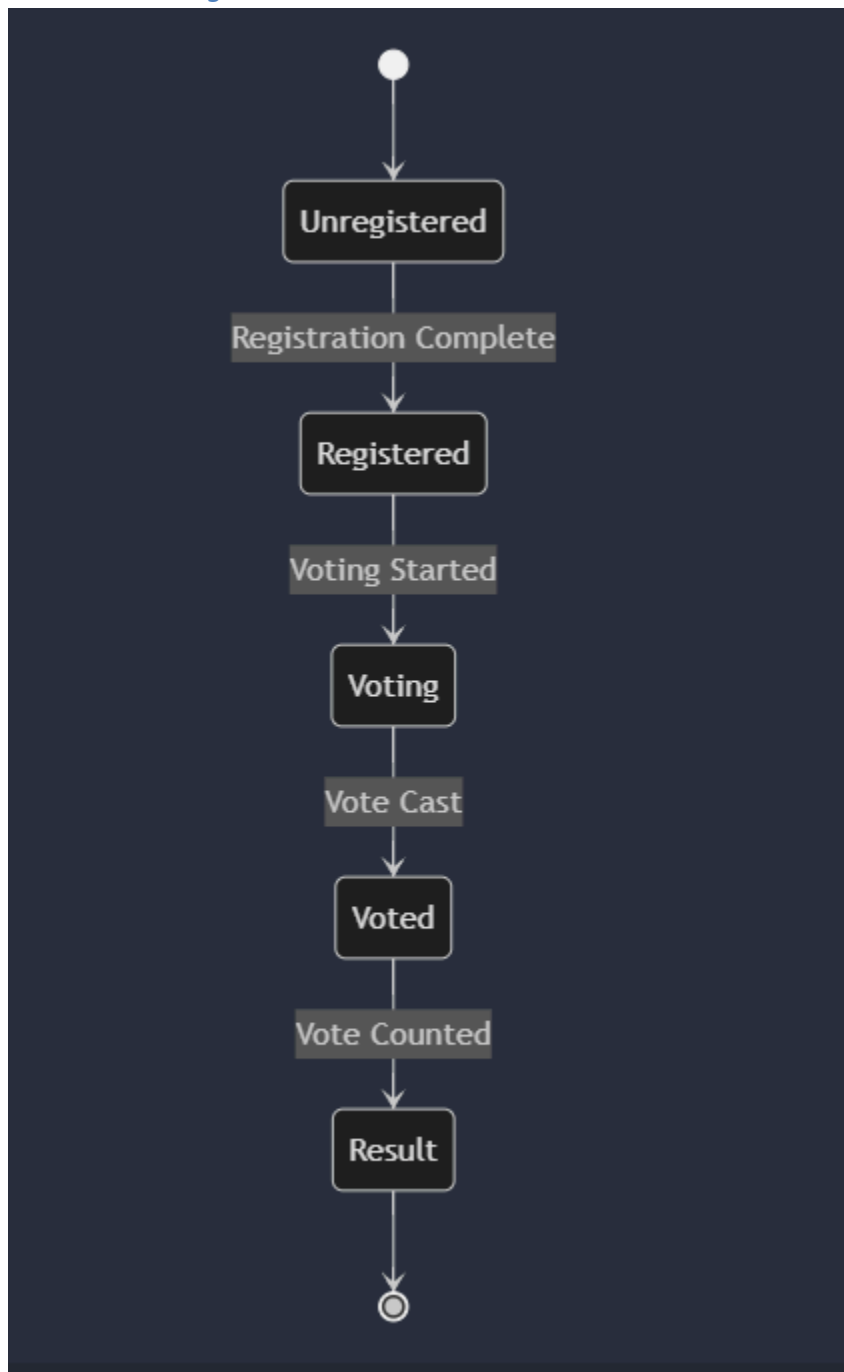 Unregistered
Registration Complete
Registered
Voting Started
Voting
Vote Cast
Voted
Vote Counted
Result